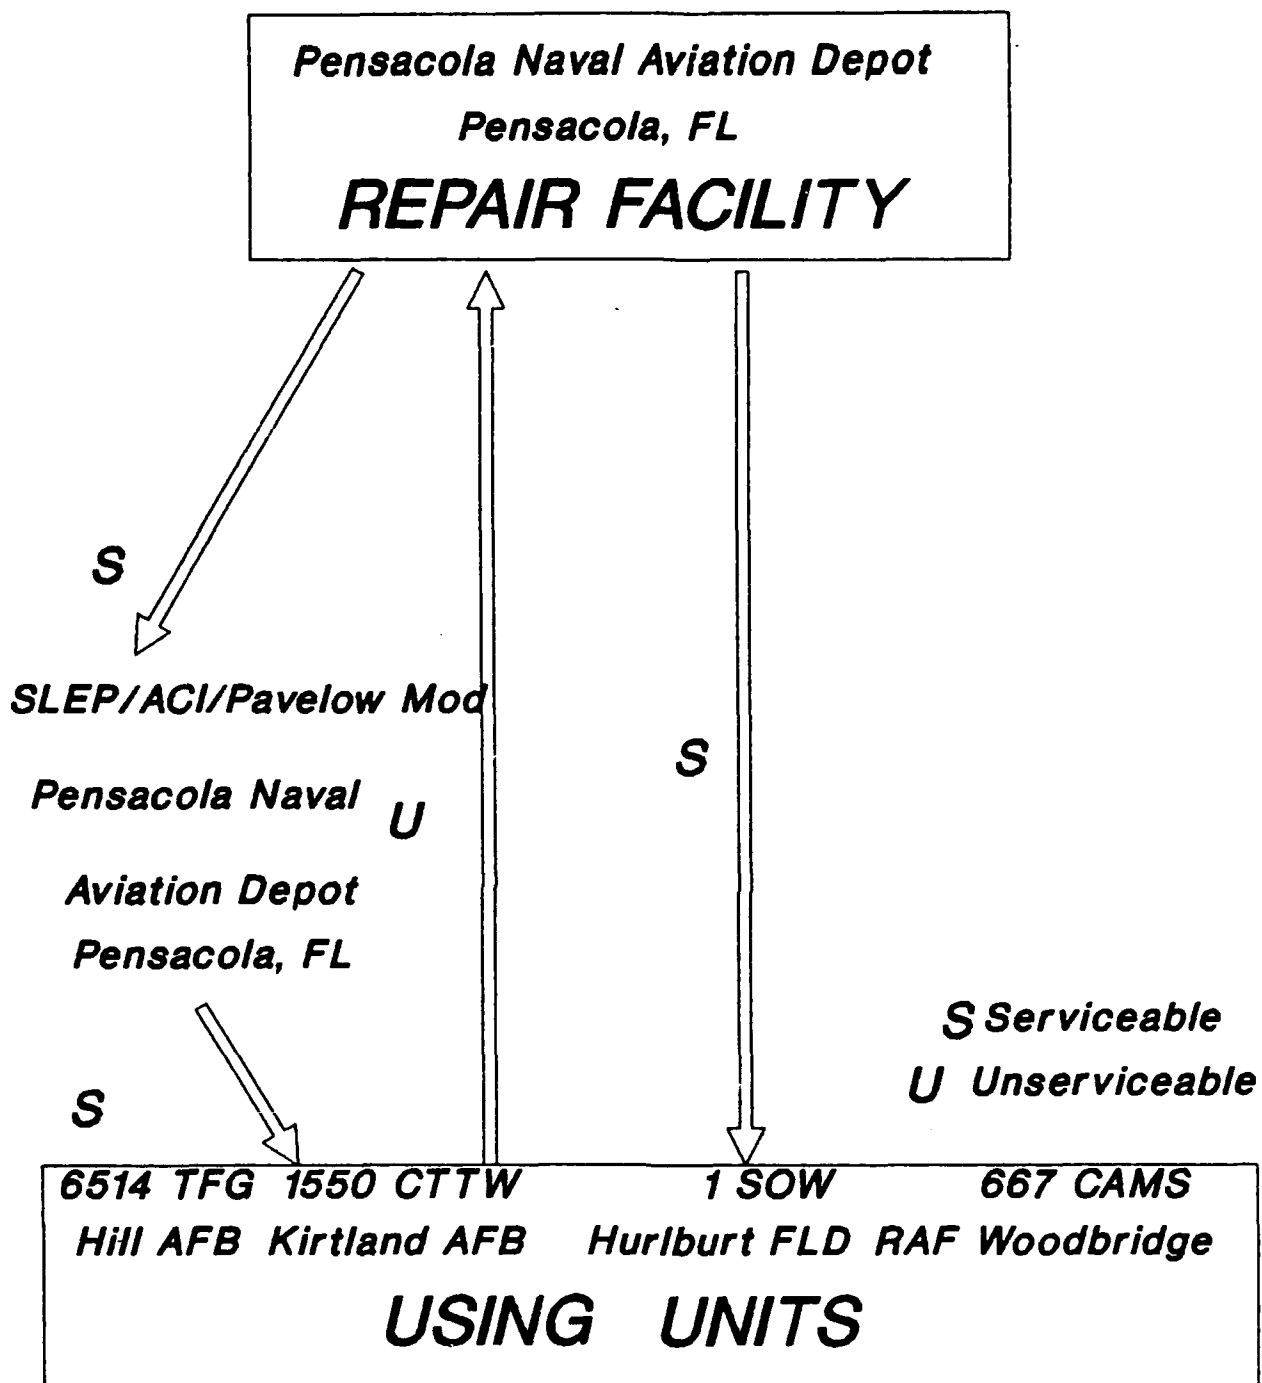 Pensacola Naval Aviation Depot
Pensacola, FL
REPAIR FACILITY
S
SLEP/ACI/Pavelow Mod
S
Pensacola Naval
U
Aviation Depot
Pensacola, FL
S Serviceable
U Unserviceable
S
6514 TFG 1550 CTTW 1 SOW 667 CAMS
Hill AFB Kirtland AFB Hurlburt FLD RAF Woodbridge
USING UNITS